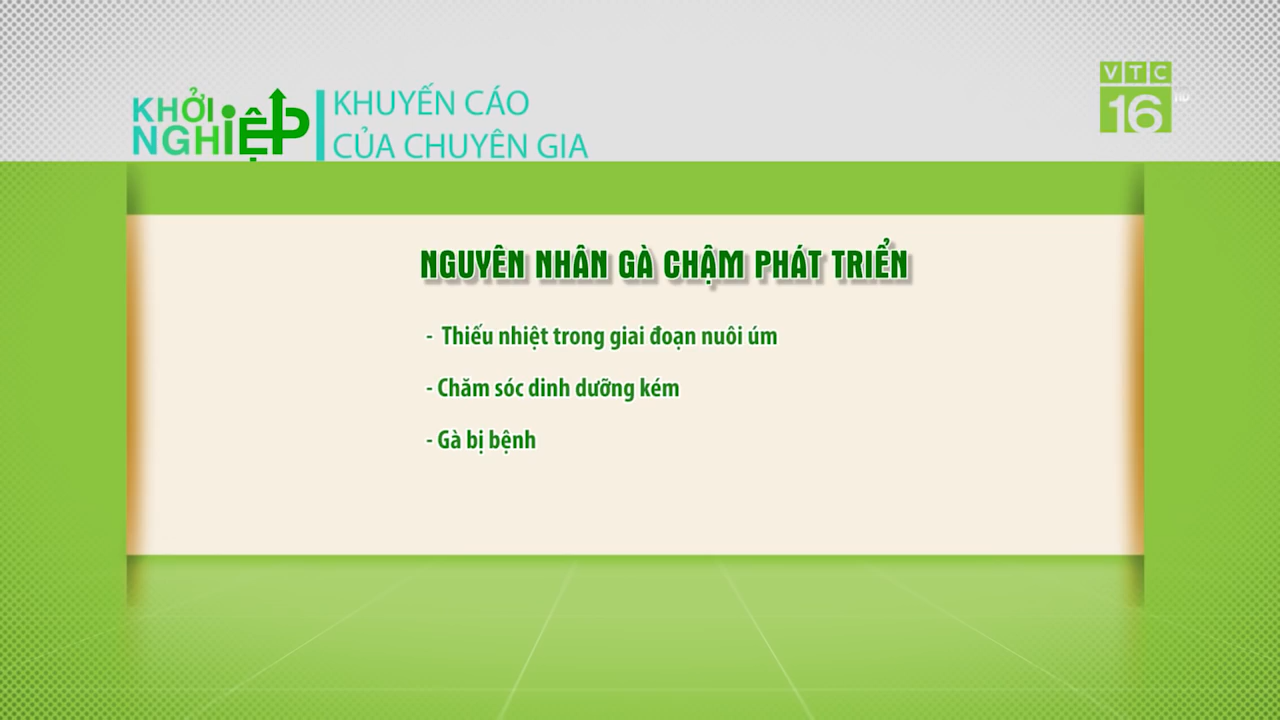 KHỞI NGHIỆP
KHUYẾN CÁO
CỦA CHUYÊN GIA
VTC
16 HD
NGUYÊN NHÂN GÀ CHẬM PHÁT TRIỂN
- Thiếu nhiệt trong giai đoạn nuôi úm
- Chăm sóc dinh dưỡng kém
- Gà bị bệnh